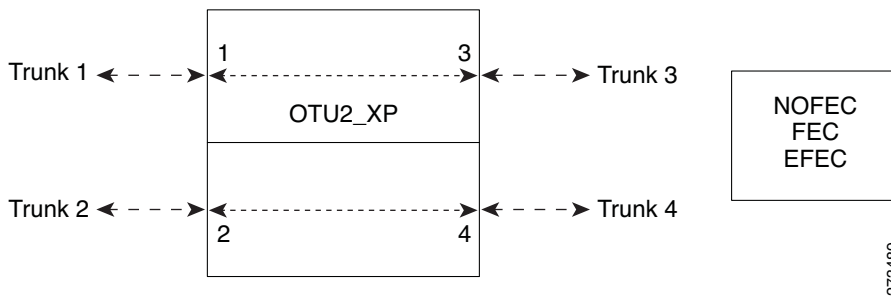 1 3
Trunk 1 Trunk 3
OTU2_XP
NOFEC
FEC
EFEC
Trunk 2 Trunk 4
2 4